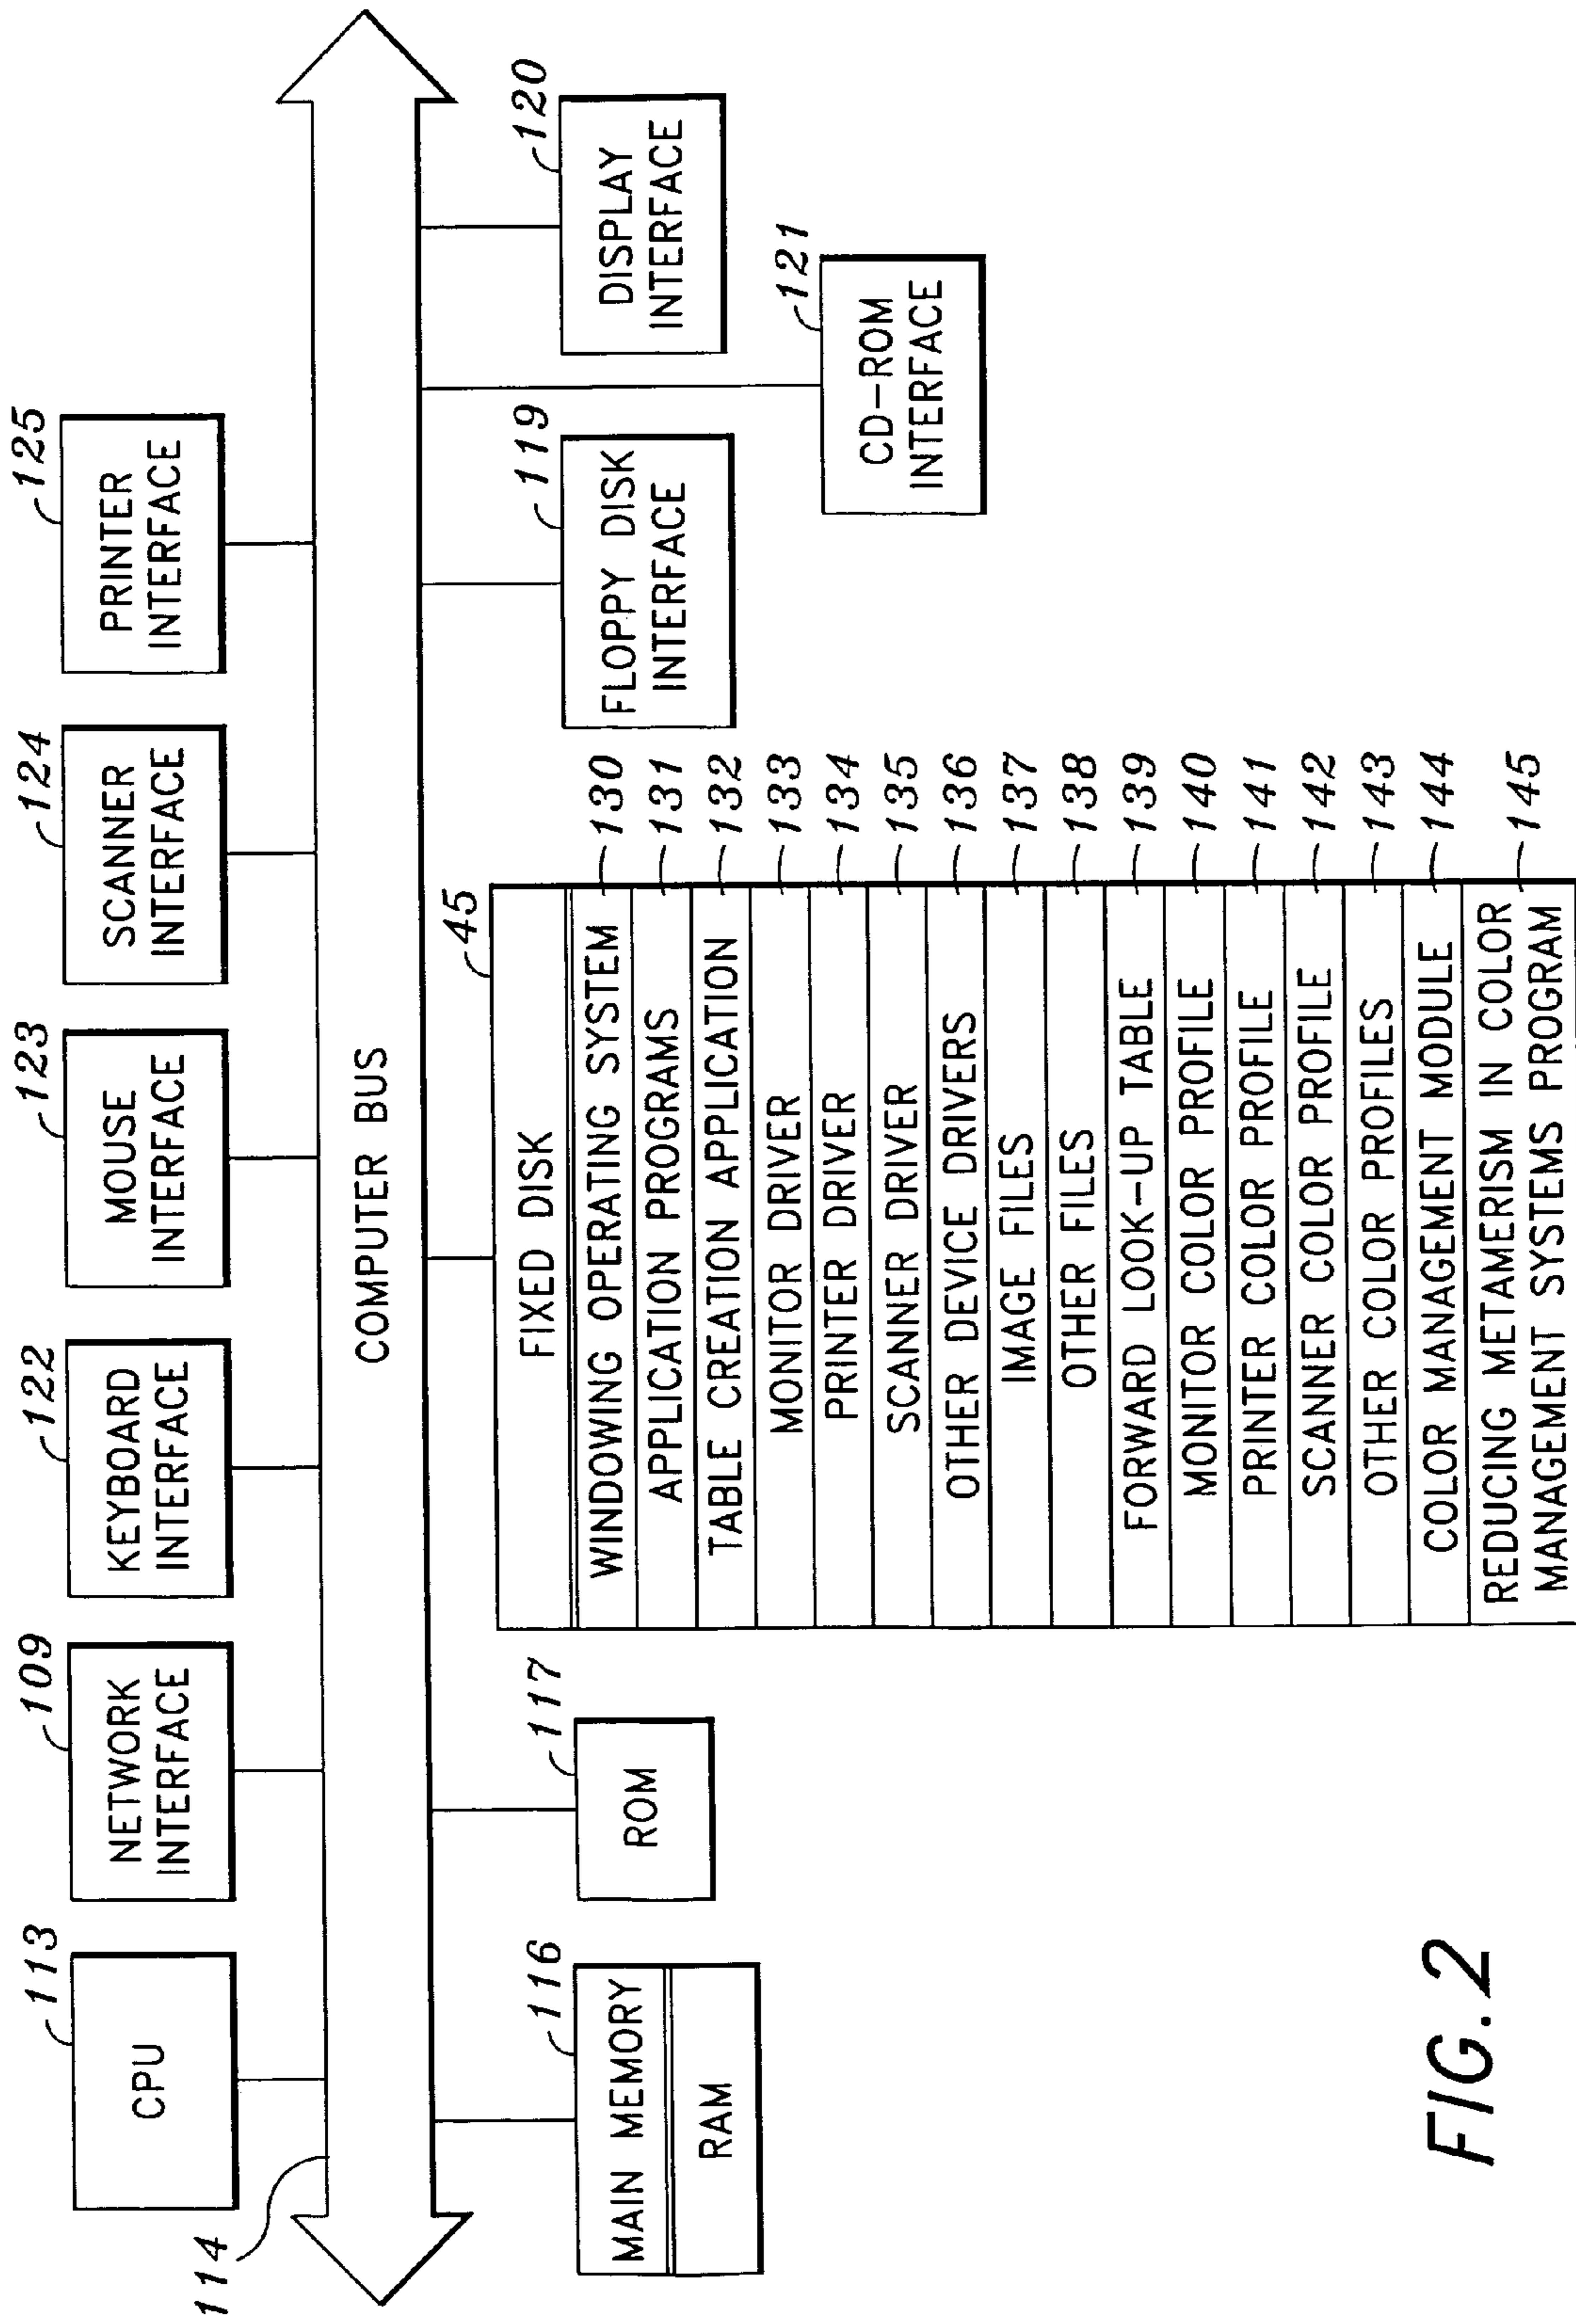 113
CPU
109
NETWORK
INTERFACE
122
KEYBOARD
INTERFACE
123
MOUSE
INTERFACE
124
SCANNER
INTERFACE
125
PRINTER
INTERFACE
114
COMPUTER BUS
116
MAIN MEMORY
RAM
117
ROM
45
FIXED DISK
WINDOWING OPERATING SYSTEM 130
APPLICATION PROGRAMS 131
TABLE CREATION APPLICATION 132
MONITOR DRIVER 133
PRINTER DRIVER 134
SCANNER DRIVER 135
OTHER DEVICE DRIVERS 136
IMAGE FILES 137
OTHER FILES 138
FORWARD LOOK-UP TABLE 139
MONITOR COLOR PROFILE 140
PRINTER COLOR PROFILE 141
SCANNER COLOR PROFILE 142
OTHER COLOR PROFILES 143
COLOR MANAGEMENT MODULE 144
REDUCING METAMERISM IN COLOR
MANAGEMENT SYSTEMS PROGRAM 145
119
FLOPPY DISK
INTERFACE
120
DISPLAY
INTERFACE
121
CD-ROM
INTERFACE
FIG. 2